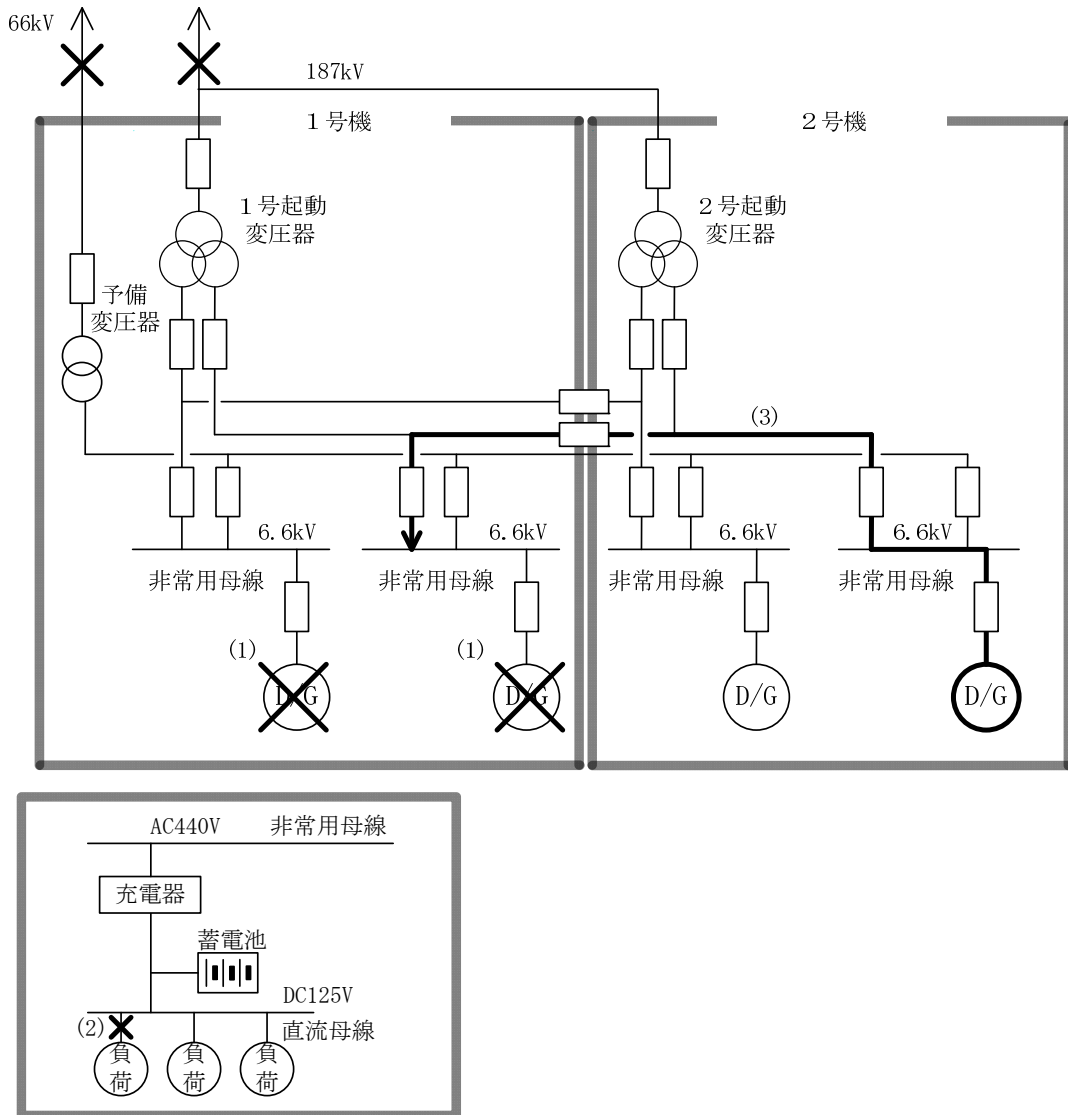 66kV
187kV
１号機
２号機
１号起動
変圧器
２号起動
変圧器
予備
変圧器
(3)
6.6kV
6.6kV
6.6kV
6.6kV
非常用母線
非常用母線
非常用母線
非常用母線
(1)
(1)
D/G
D/G
D/G
D/G
AC440V
非常用母線
充電器
蓄電池
DC125V
直流母線
(2)
負荷
負荷
負荷